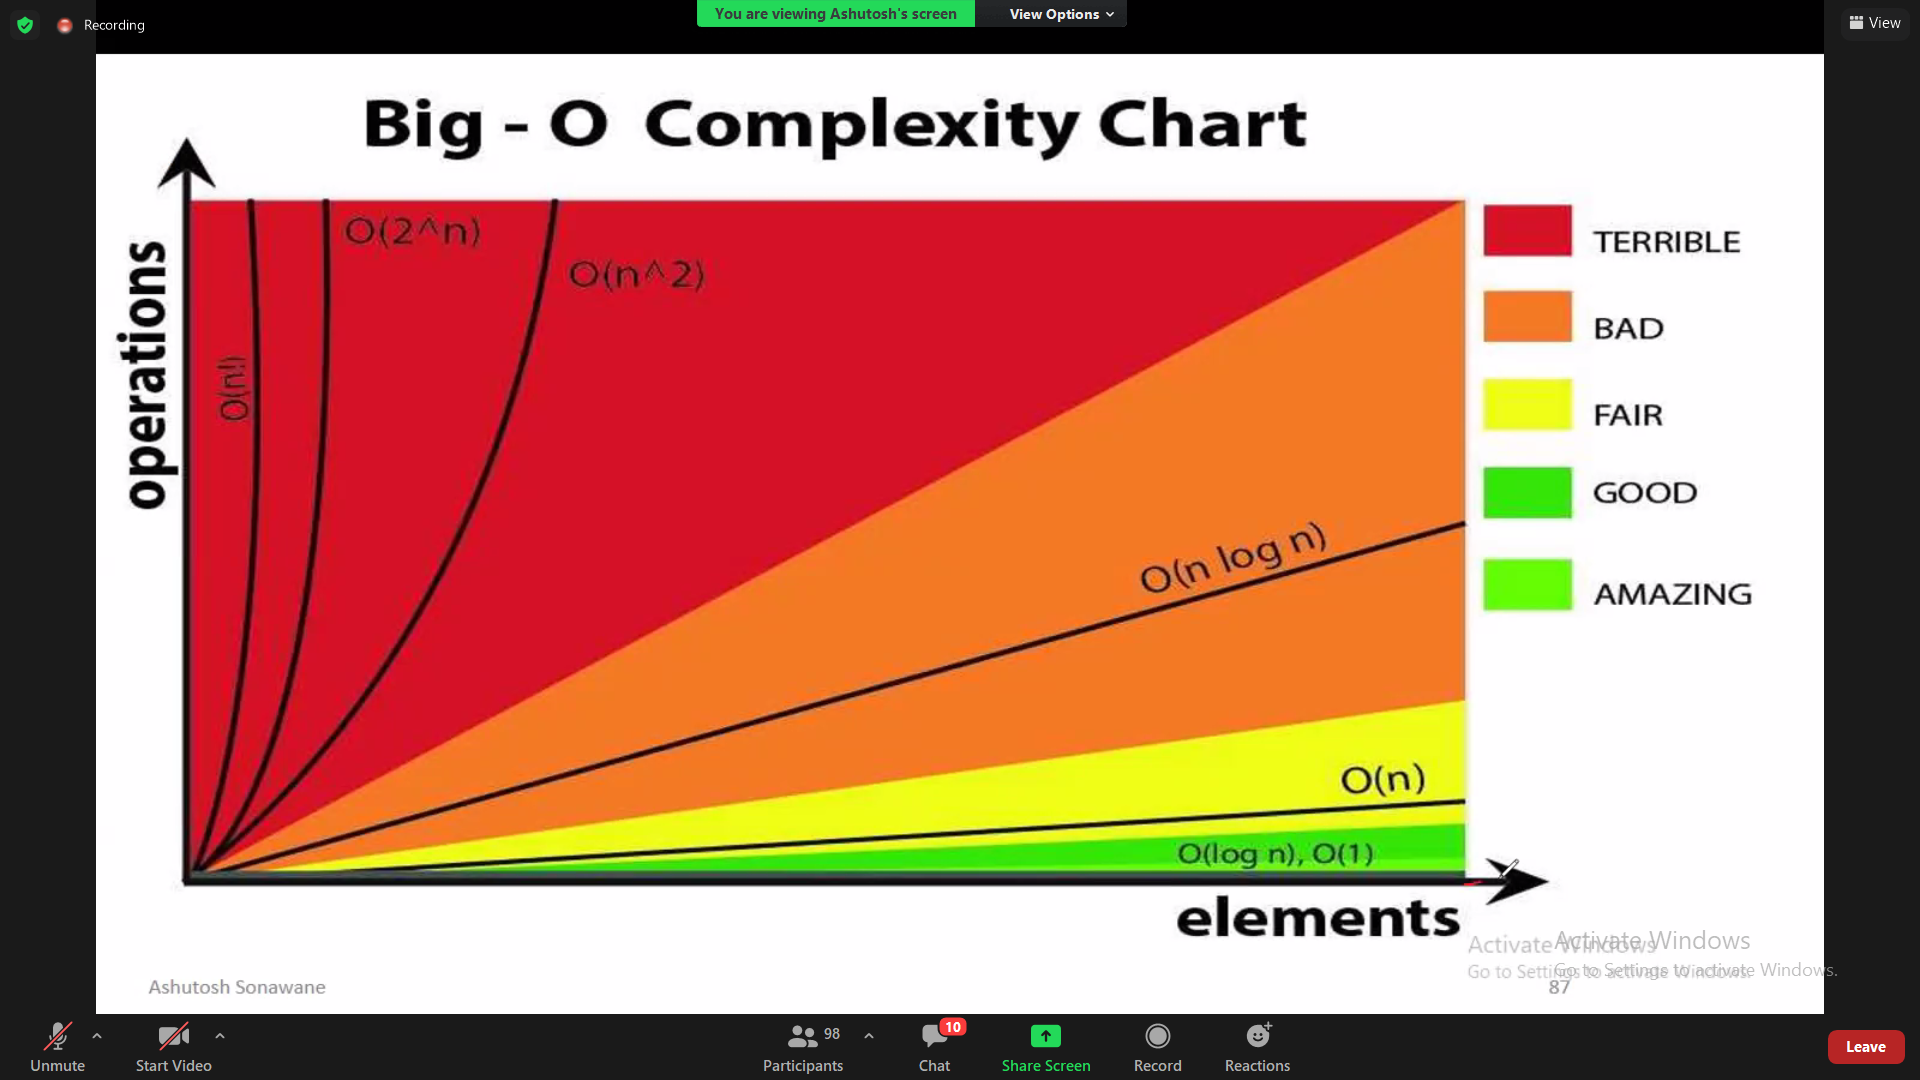 Recording
You are viewing Ashutosh's screen
View Options
View
Big - O Complexity Chart
operations
O(n!)
O(2^n)
O(n^2)
O(n log n)
O(n)
O(log n), O(1)
TERRIBLE
BAD
FAIR
GOOD
AMAZING
elements
Activate Windows
Go to Settings to activate Windows.
Activate Windows
Go to Settings to activate Windows.
Ashutosh Sonawane
87
Unmute
Start Video
98
Participants
10
Chat
Share Screen
Record
Reactions
Leave